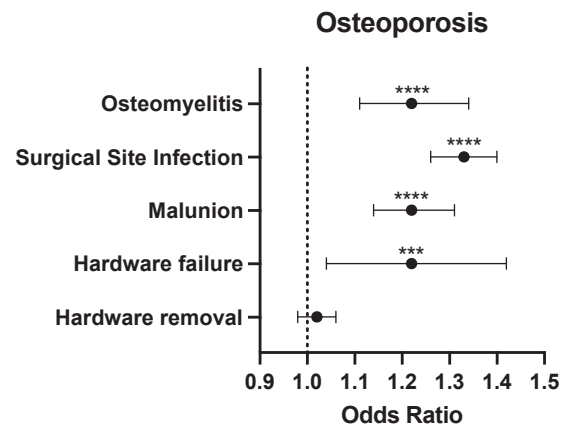 Osteoporosis
****
Osteomyelitis
****
Surgical Site Infection
****
Malunion
***
Hardware failure
Hardware removal
0.9 1.0 1.1 1.2 1.3 1.4 1.5
Odds Ratio